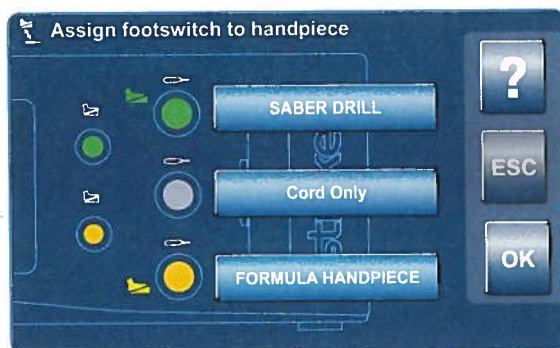 Assign footswitch to handpiece
?
SABER DRILL
ESC
Cord Only
OK
FORMULA HANDPIECE